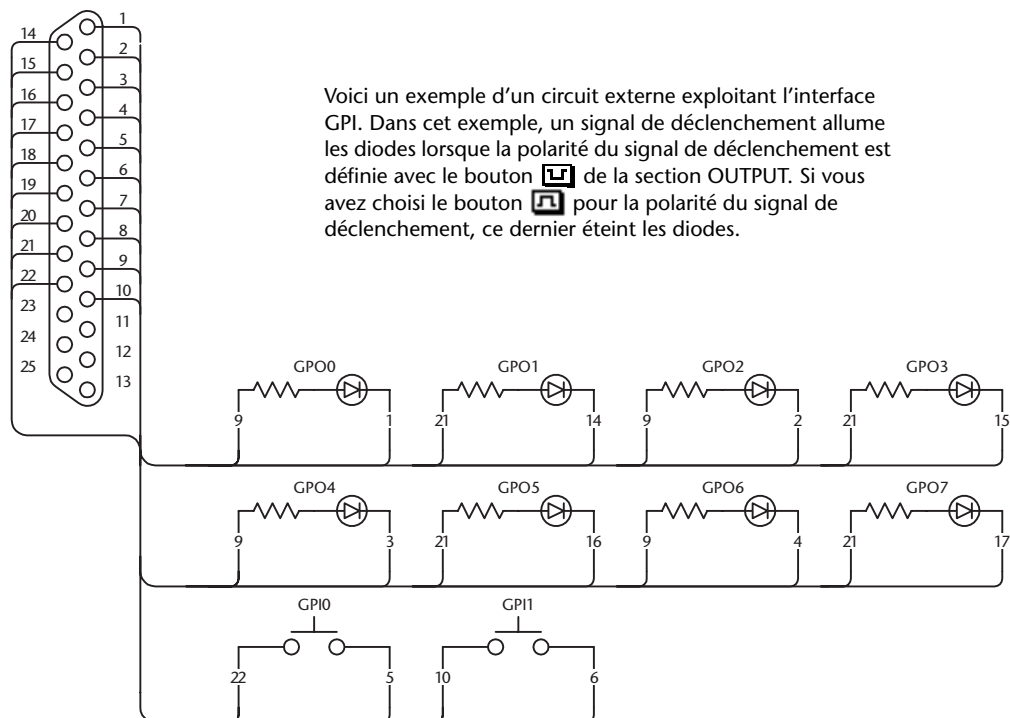 1
14
2
15
3
16
4
17
5
18
6
19
7
20
8
21
9
22
10
23
11
24
12
25
13
Voici un exemple d'un circuit externe exploitant l'interface
GPI. Dans cet exemple, un signal de déclenchement allume
les diodes lorsque la polarité du signal de déclenchement est
définie avec le bouton de la section OUTPUT. Si vous
avez choisi le bouton pour la polarité du signal de
déclenchement, ce dernier éteint les diodes.
GPO0 GPO1 GPO2 GPO3
9 1 21 14 9 2 21 15
GPO4 GPO5 GPO6 GPO7
9 3 21 16 9 4 21 17
GPI0 GPI1
22 5 10 6